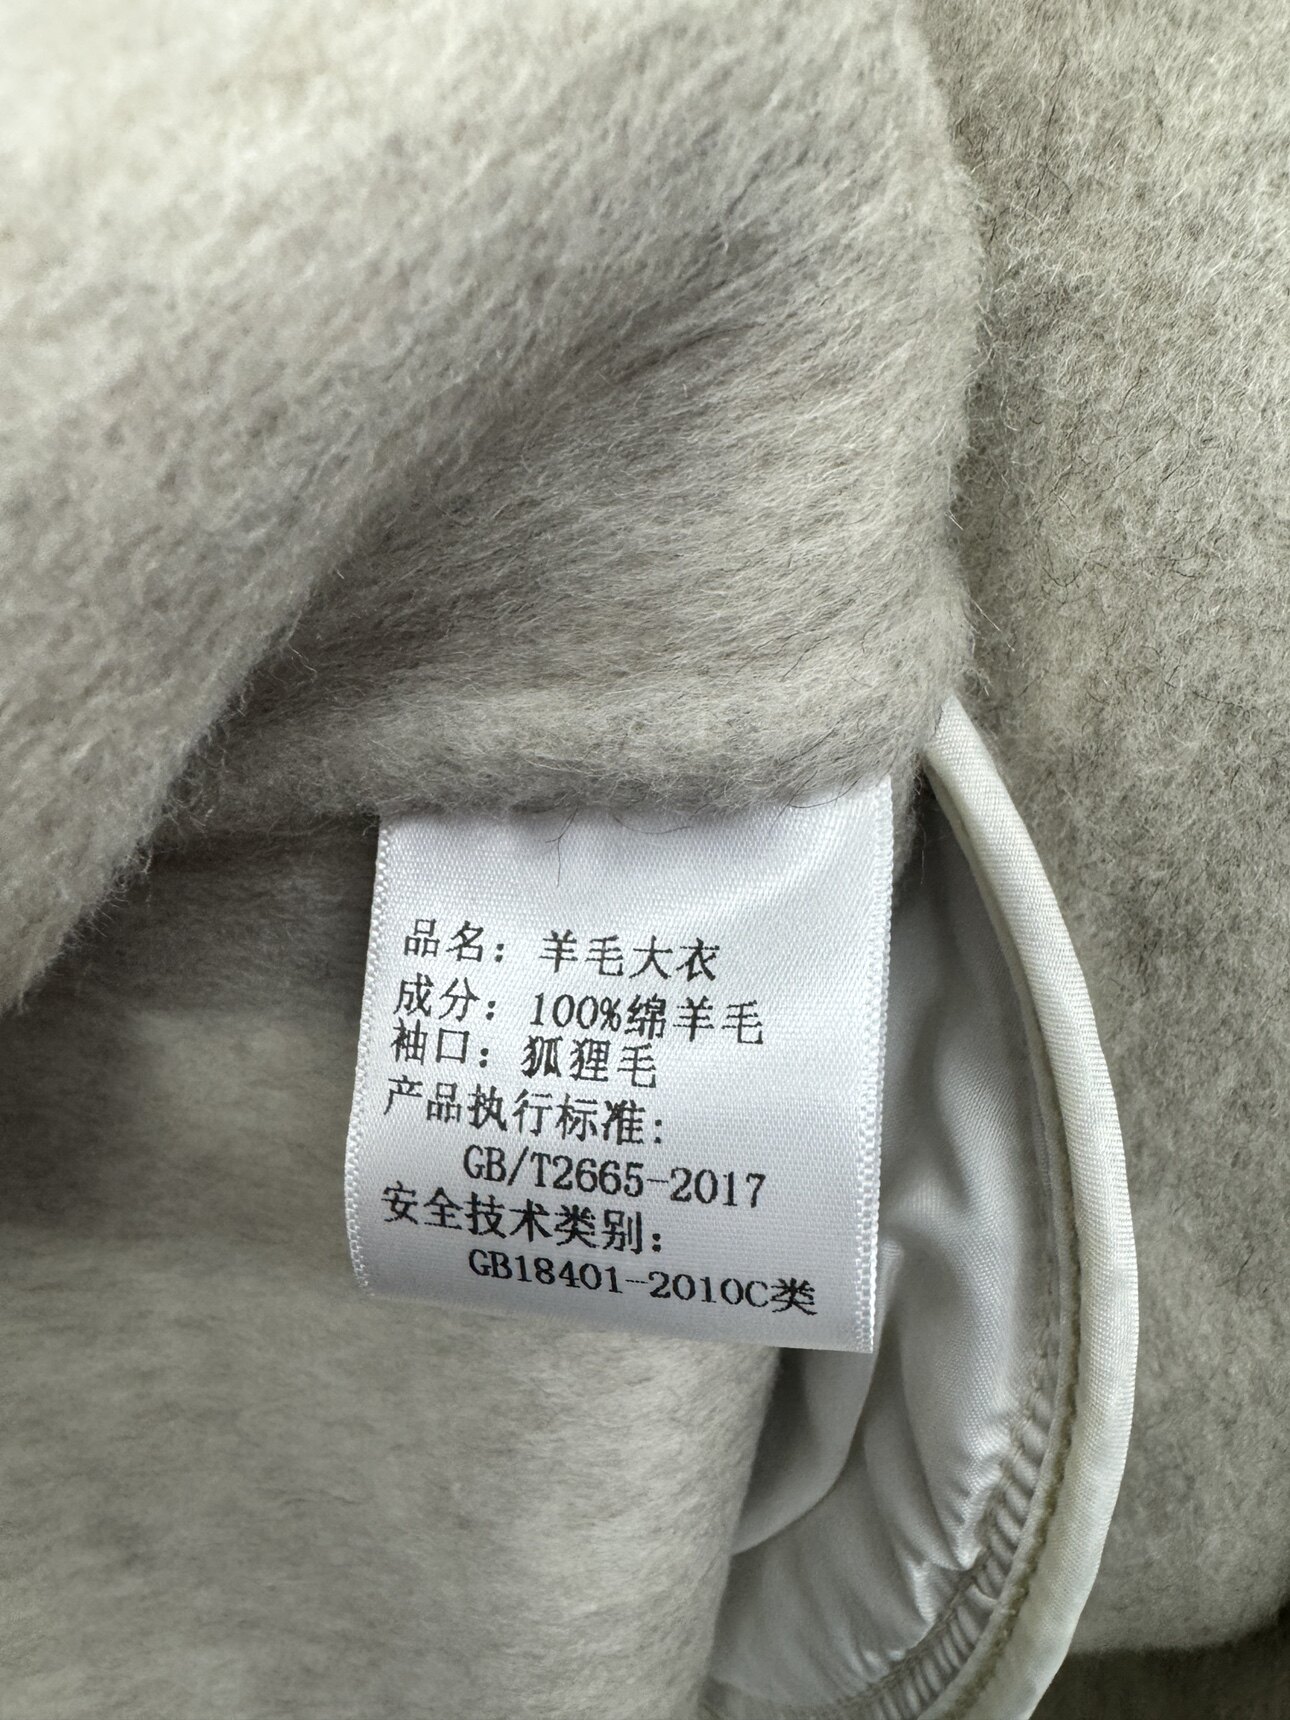 品名：羊毛大衣
成分：100%绵羊毛
袖口：狐狸毛
产品执行标准：
GB/T2665-2017
安全技术类别：
GB18401-2010C类